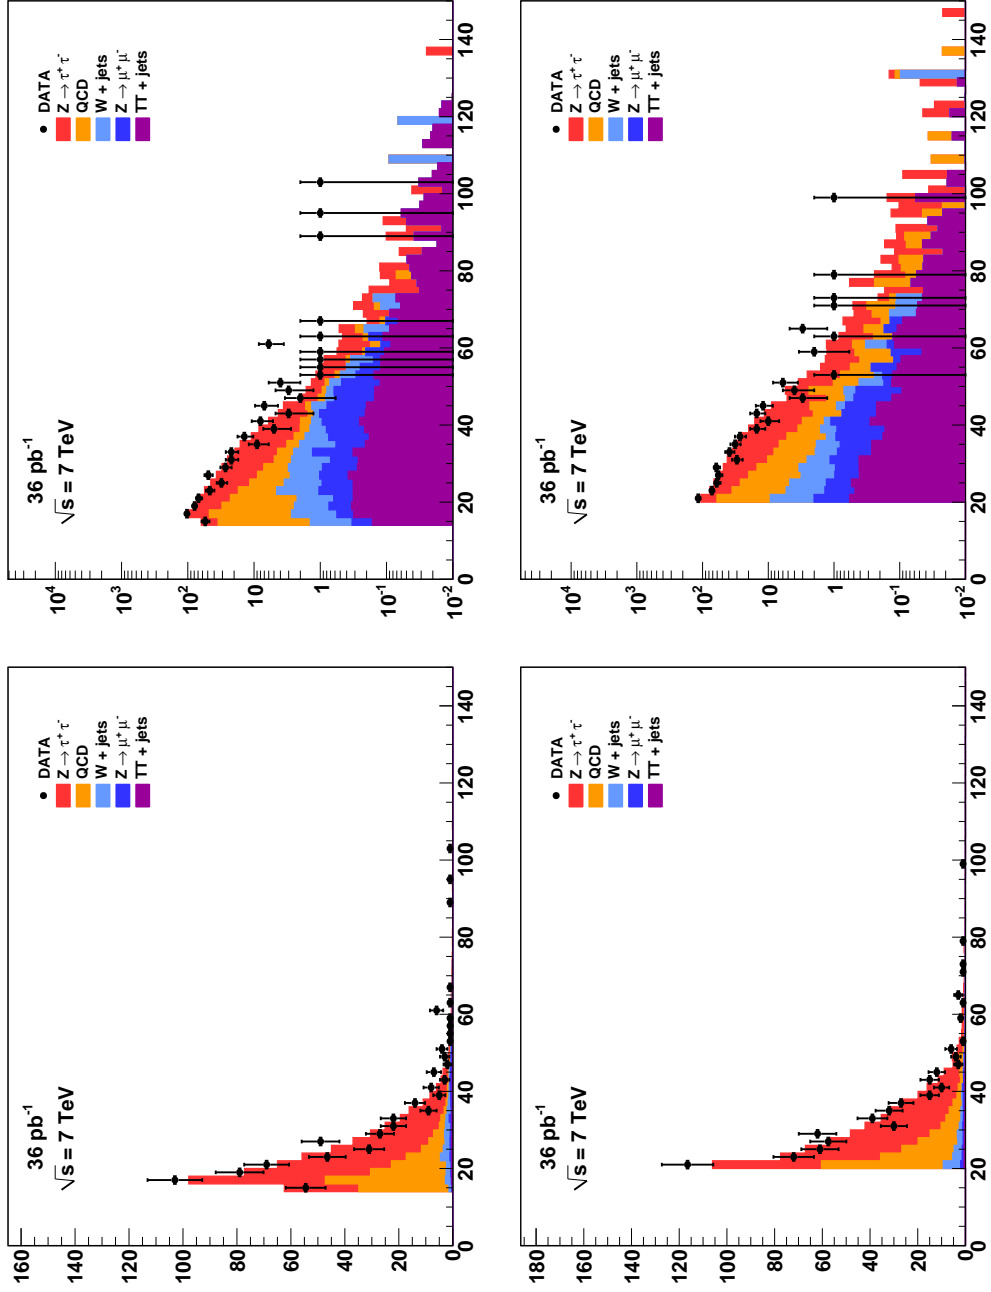 36 pb⁻¹
√s = 7 TeV
DATA
Z → τ⁺ τ⁻
QCD
W + jets
Z → μ⁺ μ⁻
TT + jets
160
140
120
100
80
60
40
20
0
0 20 40 60 80 100 120 140
36 pb⁻¹
√s = 7 TeV
DATA
Z → τ⁺ τ⁻
QCD
W + jets
Z → μ⁺ μ⁻
TT + jets
10⁴
10³
10²
10
1
10⁻¹
10⁻²
0 20 40 60 80 100 120 140
36 pb⁻¹
√s = 7 TeV
DATA
Z → τ⁺ τ⁻
QCD
W + jets
Z → μ⁺ μ⁻
TT + jets
180
160
140
120
100
80
60
40
20
0
0 20 40 60 80 100 120 140
36 pb⁻¹
√s = 7 TeV
DATA
Z → τ⁺ τ⁻
QCD
W + jets
Z → μ⁺ μ⁻
TT + jets
10⁴
10³
10²
10
1
10⁻¹
10⁻²
0 20 40 60 80 100 120 140